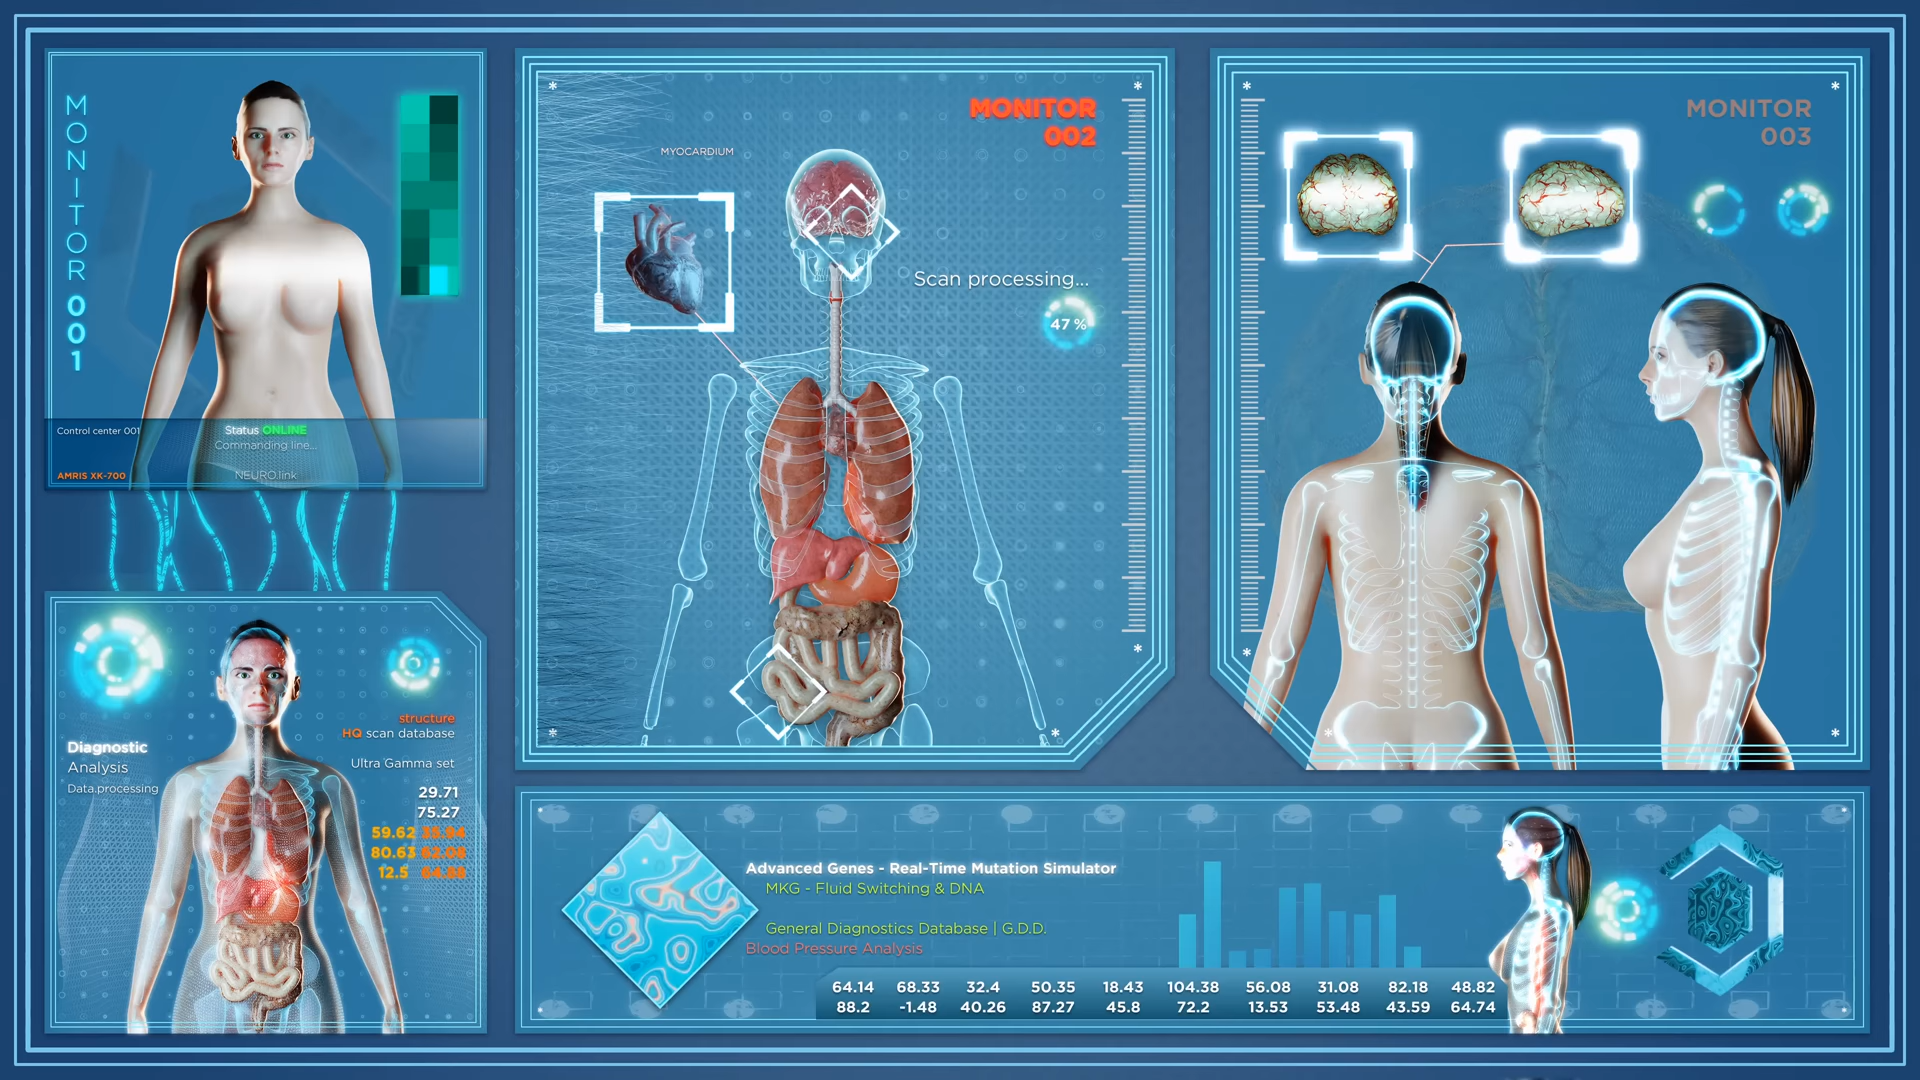 MONITOR 001
Control center 001
Status ONLINE
Commanding line...
AMRIS XK-700
NEURO.link
MONITOR
002
MYOCARDIUM
Scan processing...
47 %
MONITOR
003
structure
HQ scan database
Ultra Gamma set
Diagnostic
Analysis
Data.processing
29.71
75.27
59.62
80.63 62.08
12.5
Advanced Genes - Real-Time Mutation Simulator
MKG - Fluid Switching & DNA
General Diagnostics Database | G.D.D.
Blood Pressure Analysis
64.14 68.33 32.4 50.35 18.43 104.38 56.08 31.08 82.18 48.82
88.2 -1.48 40.26 87.27 45.8 72.2 13.53 53.48 43.59 64.74